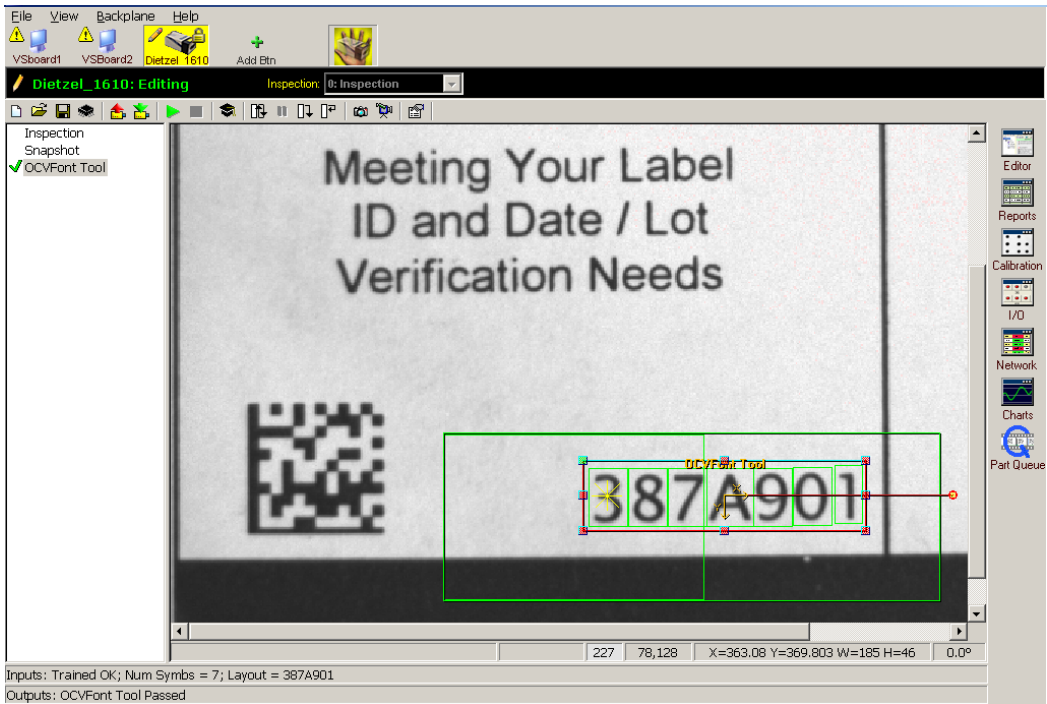 File View Backplane Help
VSboard1 VSBoard2 Dietzel 1610 Add Btn
Dietzel_1610: Editing Inspection: 0: Inspection
Inspection
Snapshot
OCVFont Tool
Meeting Your Label
ID and Date / Lot
Verification Needs
OCVFont Tool
387A901
Editor
Reports
Calibration
I/O
Network
Charts
Part Queue
227 78,128 X=363.08 Y=369.803 W=185 H=46 0.0°
Inputs: Trained OK; Num Symbs = 7; Layout = 387A901
Outputs: OCVFont Tool Passed